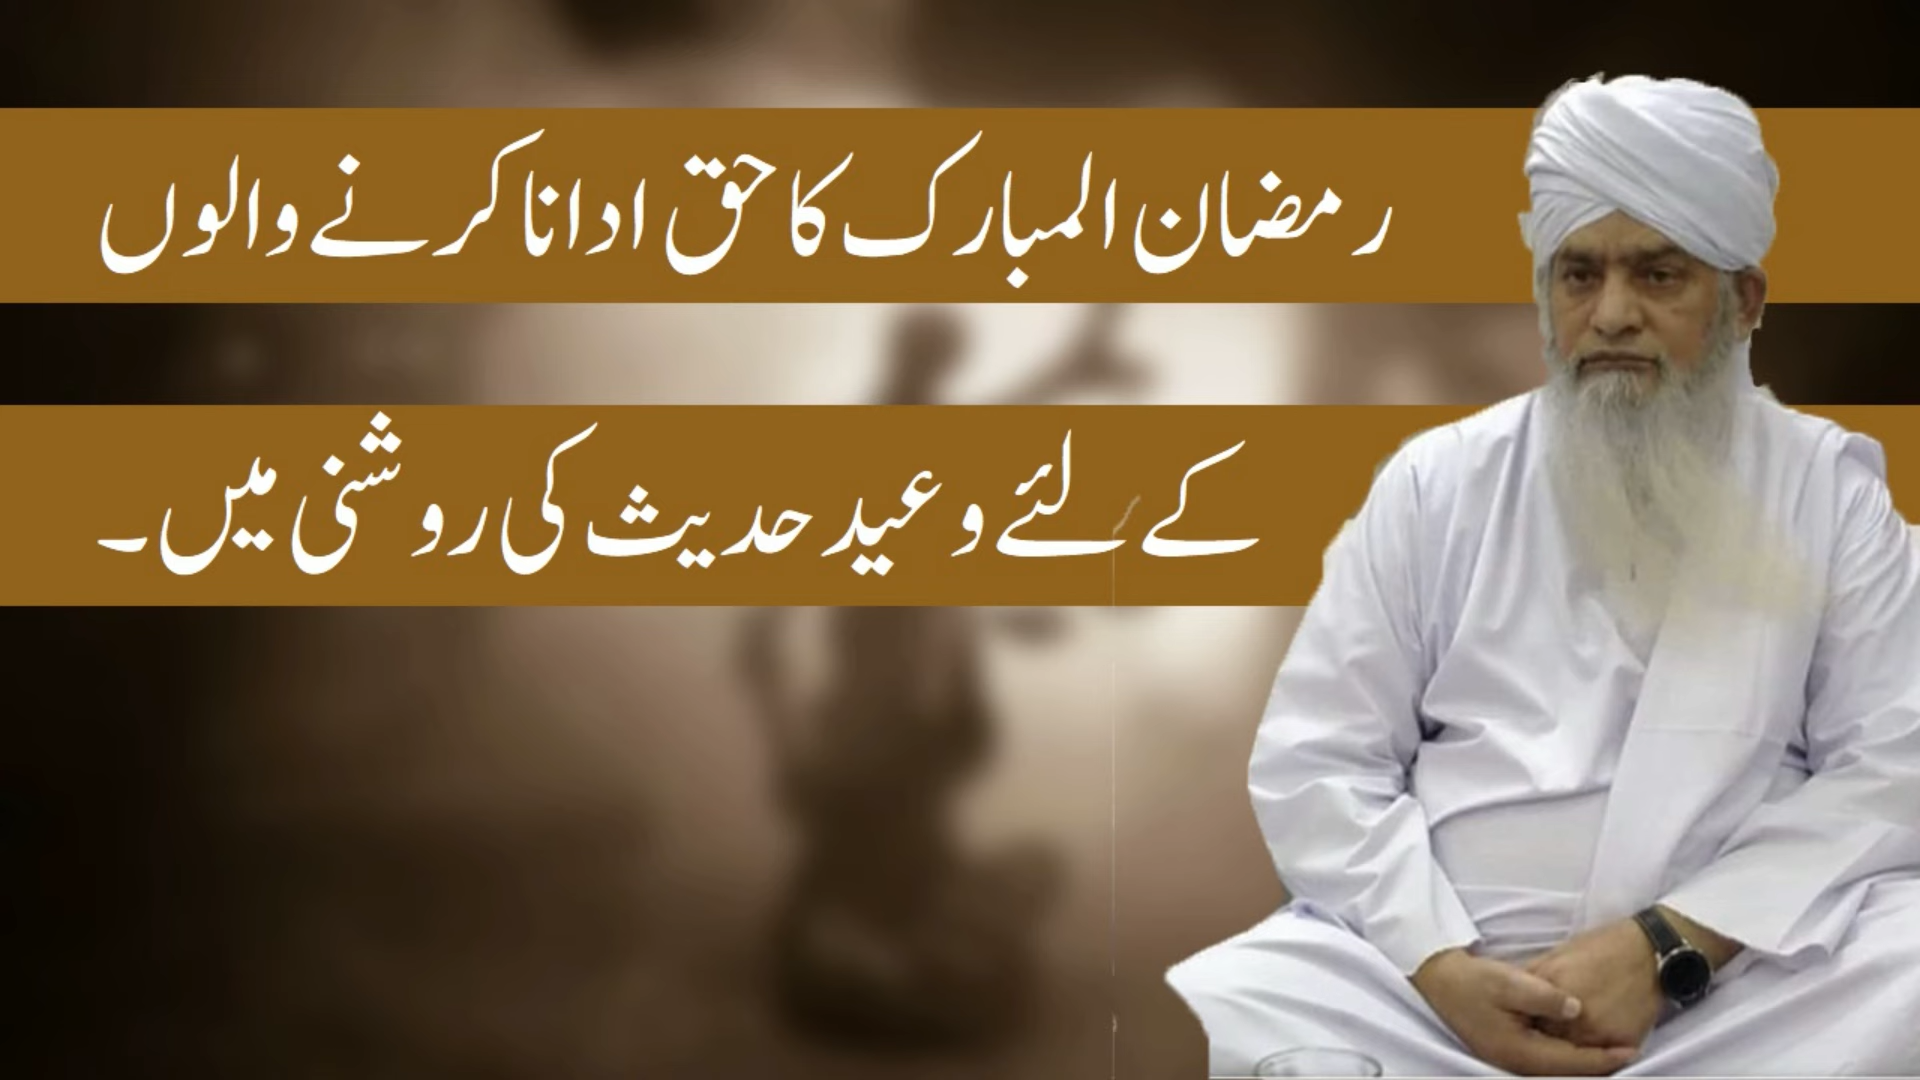 رمضان المبارک کا حق ادا نا کرنے والوں
کے لئے وعید حدیث کی روشنی میں۔